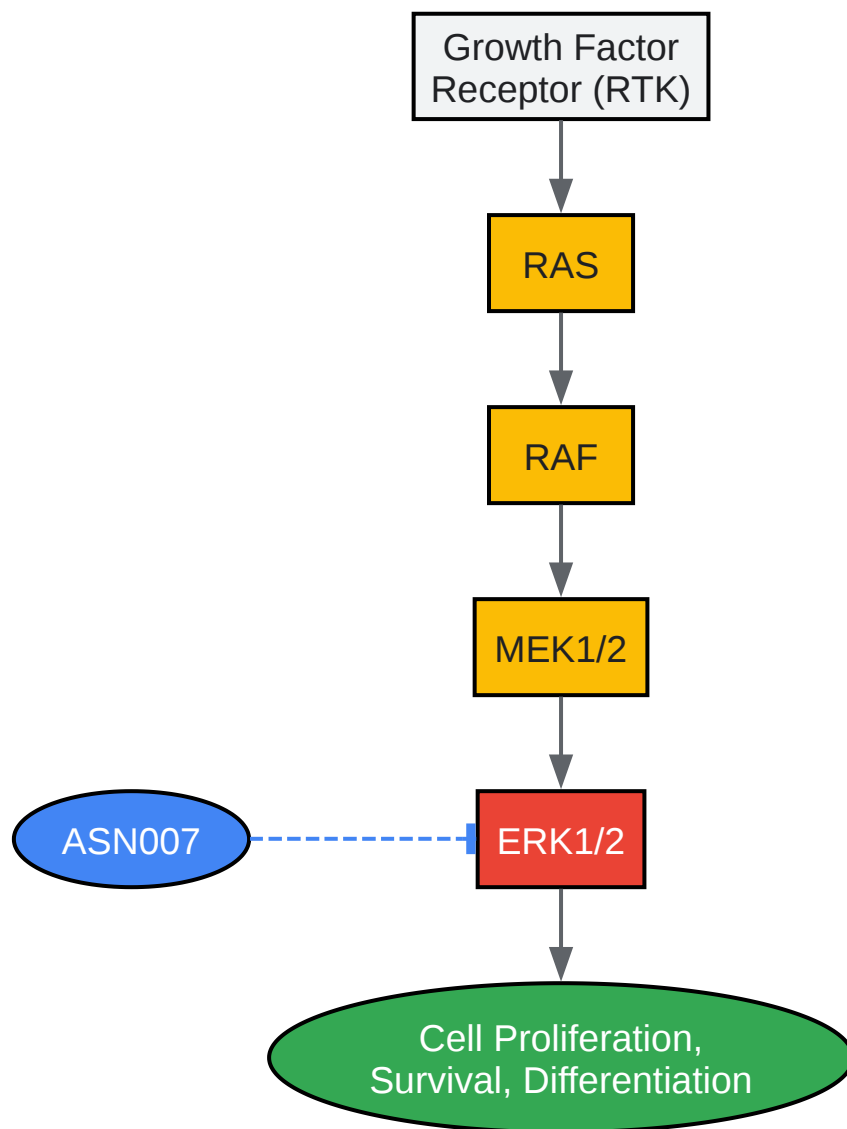 Growth Factor
Receptor (RTK)
RAS
RAF
MEK1/2
ASN007
ERK1/2
Cell Proliferation,
Survival, Differentiation